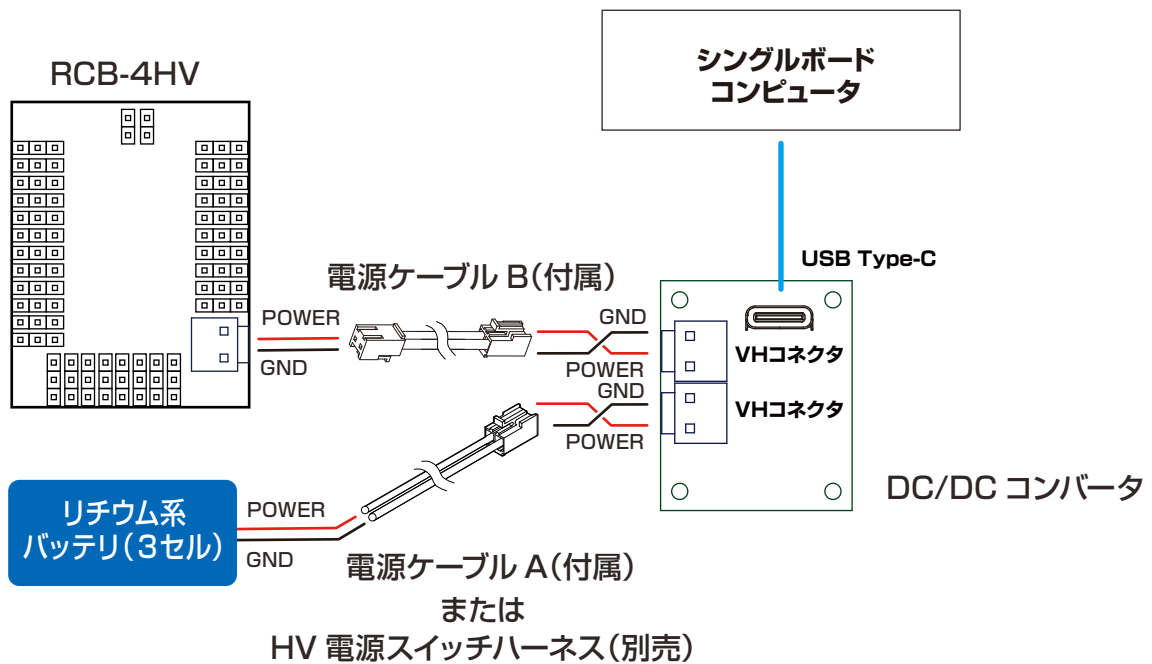 シングルボード
コンピュータ
RCB-4HV
USB Type-C
電源ケーブル B(付属)
POWER
GND
GND
POWER
VHコネクタ
GND
POWER
VHコネクタ
DC/DC コンバータ
リチウム系
バッテリ(3セル)
POWER
GND
電源ケーブル A(付属)
または
HV 電源スイッチハーネス(別売)